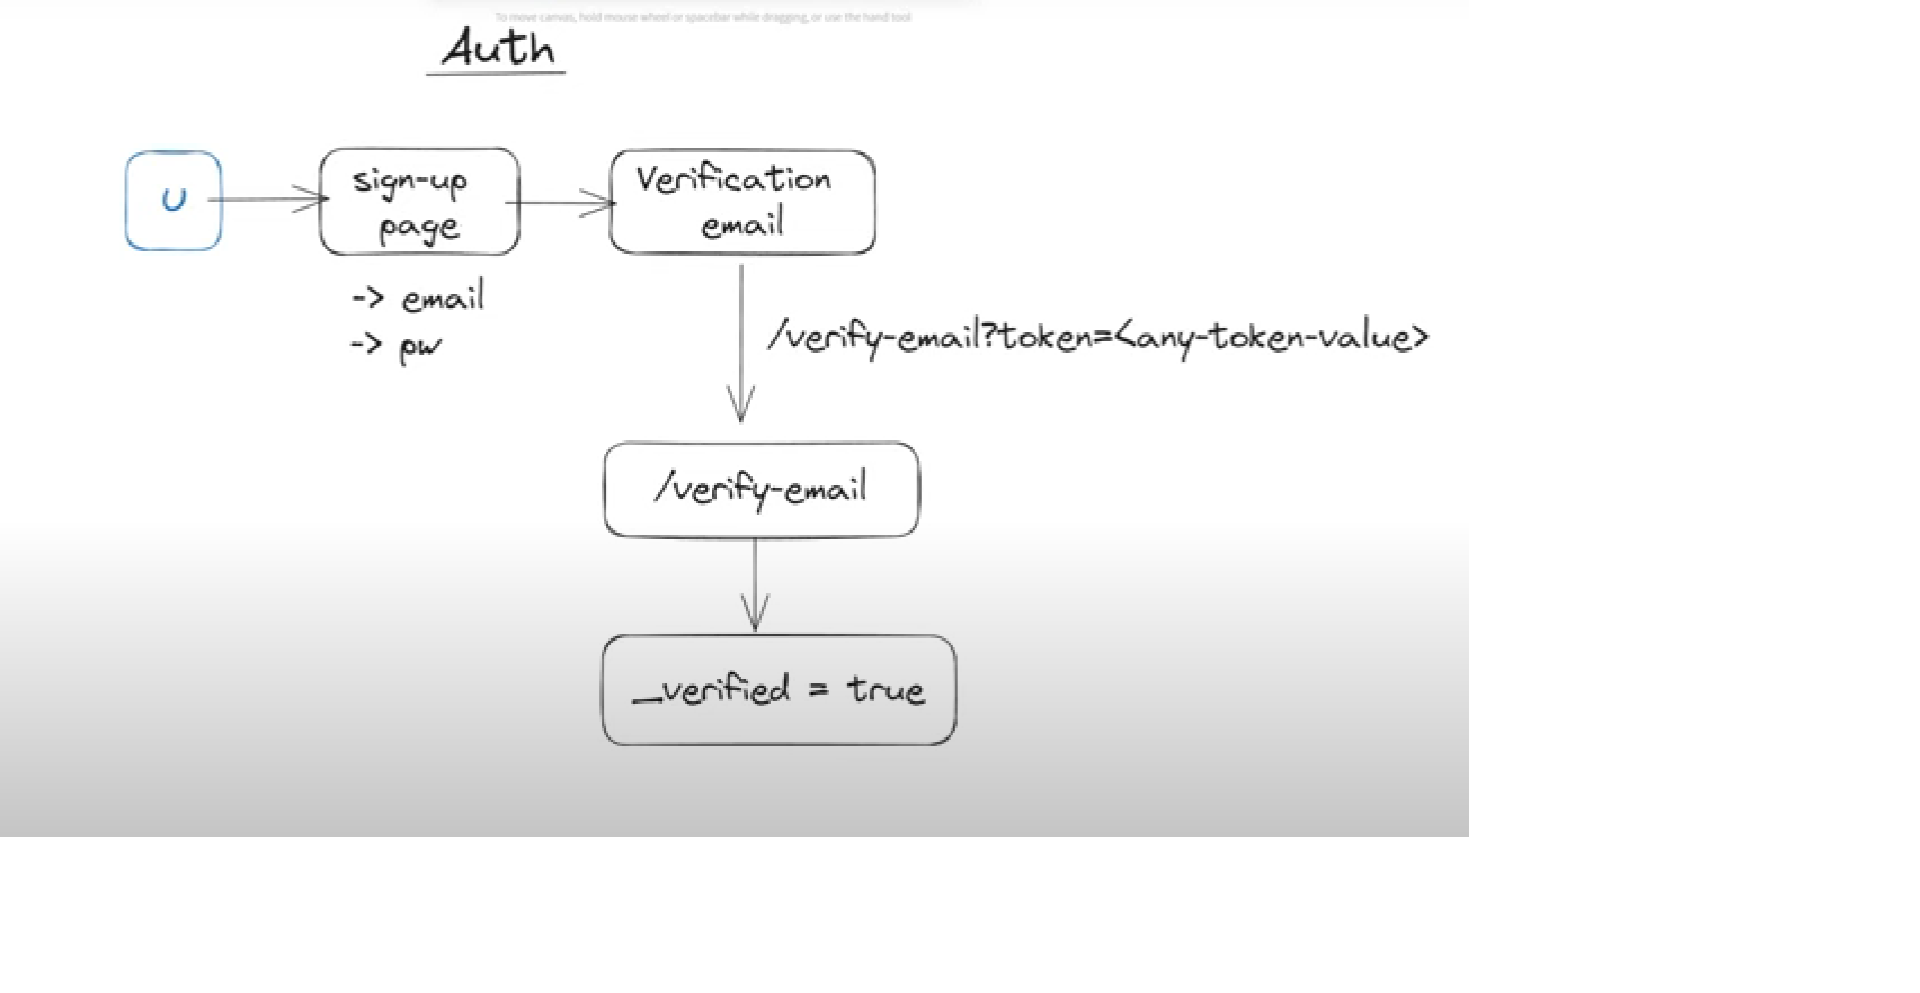 To move canvas, hold mouse wheel or spacebar while dragging, or use the hand tool
Auth
U
sign-up
page
-> email
-> pw
Verification
email
/verify-email?token=<any-token-value>
/verify-email
_verified = true